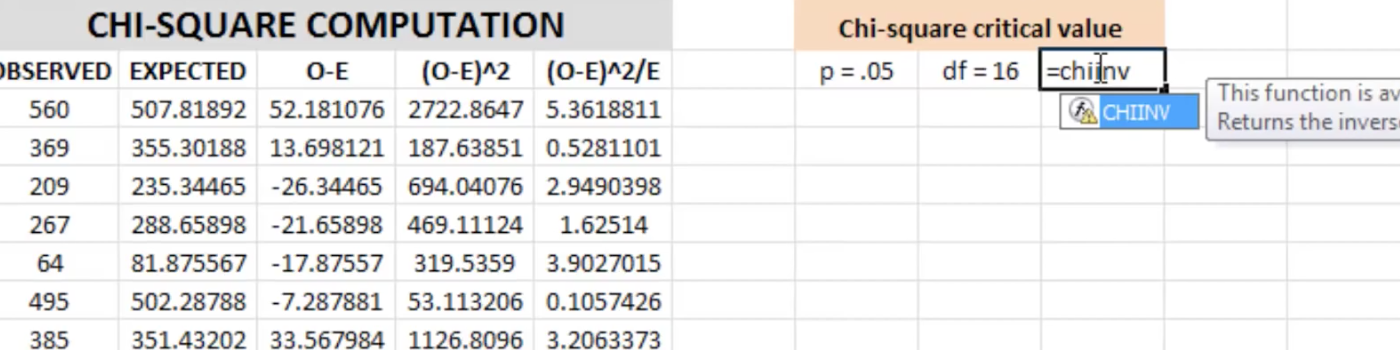 CHI-SQUARE COMPUTATION Chi-square critical value
OBSERVED EXPECTED O-E (O-E)^2 (O-E)^2/E p = .05 df = 16 =chiinv
560 507.81892 52.181076 2722.8647 5.3618811 CHIINV This function is av
369 355.30188 13.698121 187.63851 0.5281101 Returns the invers
209 235.34465 -26.34465 694.04076 2.9490398
267 288.65898 -21.65898 469.11124 1.62514
64 81.875567 -17.87557 319.5359 3.9027015
495 502.28788 -7.287881 53.113206 0.1057426
385 351.43202 33.567984 1126.8096 3.2063373